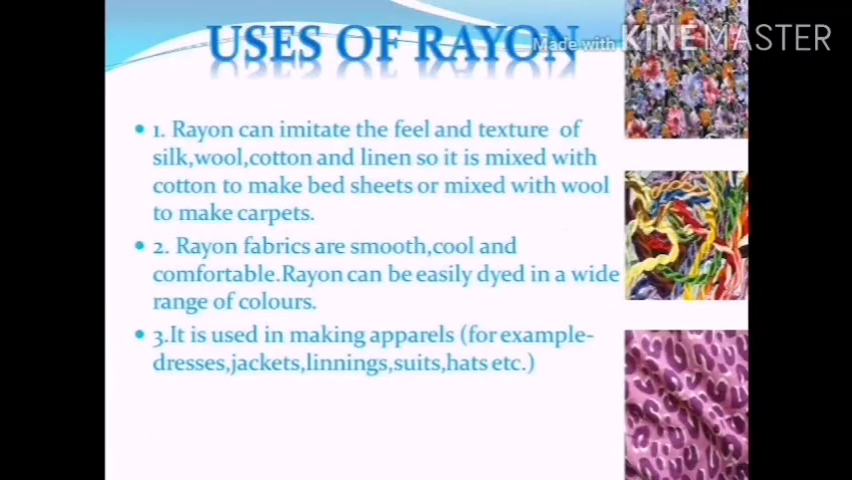 USES OF RAYON
Made with KINEMASTER
• 1. Rayon can imitate the feel and texture of
silk,wool,cotton and linen so it is mixed with
cotton to make bed sheets or mixed with wool
to make carpets.
• 2. Rayon fabrics are smooth,cool and
comfortable.Rayon can be easily dyed in a wide
range of colours.
• 3.It is used in making apparels (for example-
dresses,jackets,linnings,suits,hats etc.)